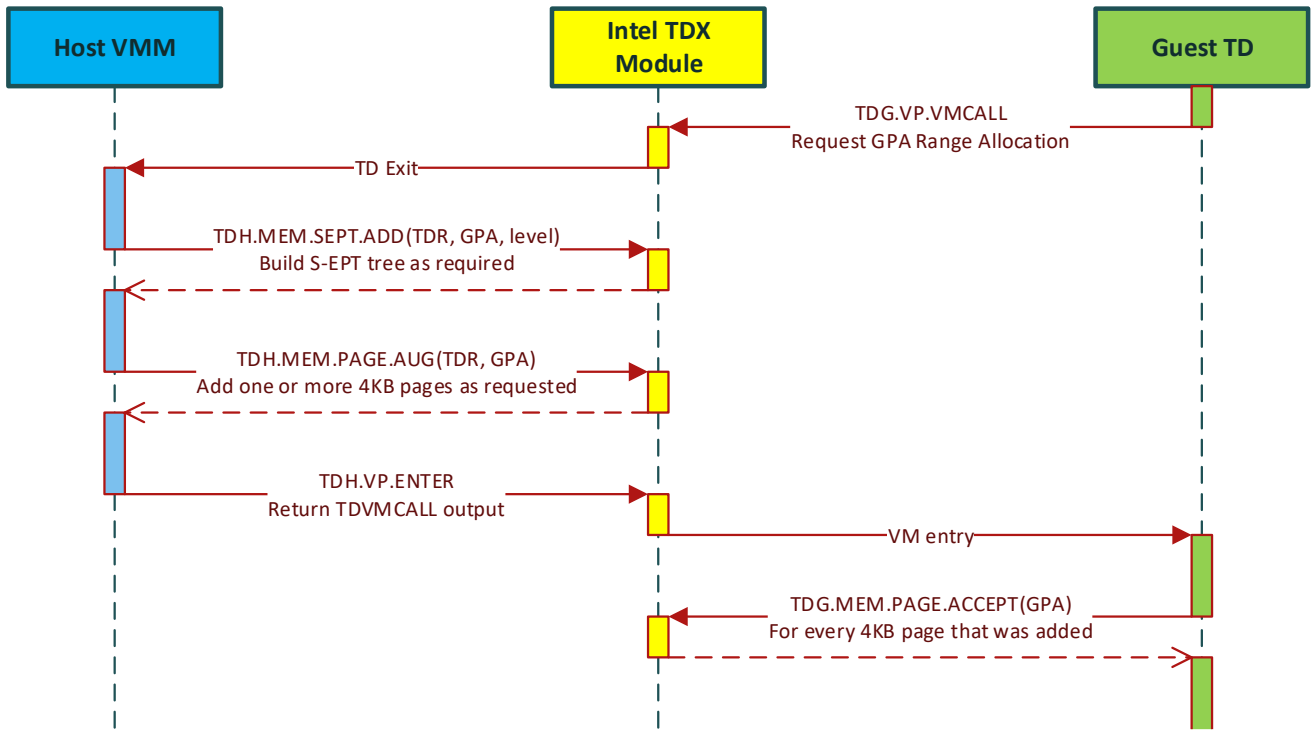 Host VMM
Intel TDX
Module
Guest TD
TDG.VP.VMCALL
Request GPA Range Allocation
TD Exit
TDH.MEM.SEPT.ADD(TDR, GPA, level)
Build S-EPT tree as required
TDH.MEM.PAGE.AUG(TDR, GPA)
Add one or more 4KB pages as requested
TDH.VP.ENTER
Return TDVMCALL output
VM entry
TDG.MEM.PAGE.ACCEPT(GPA)
For every 4KB page that was added